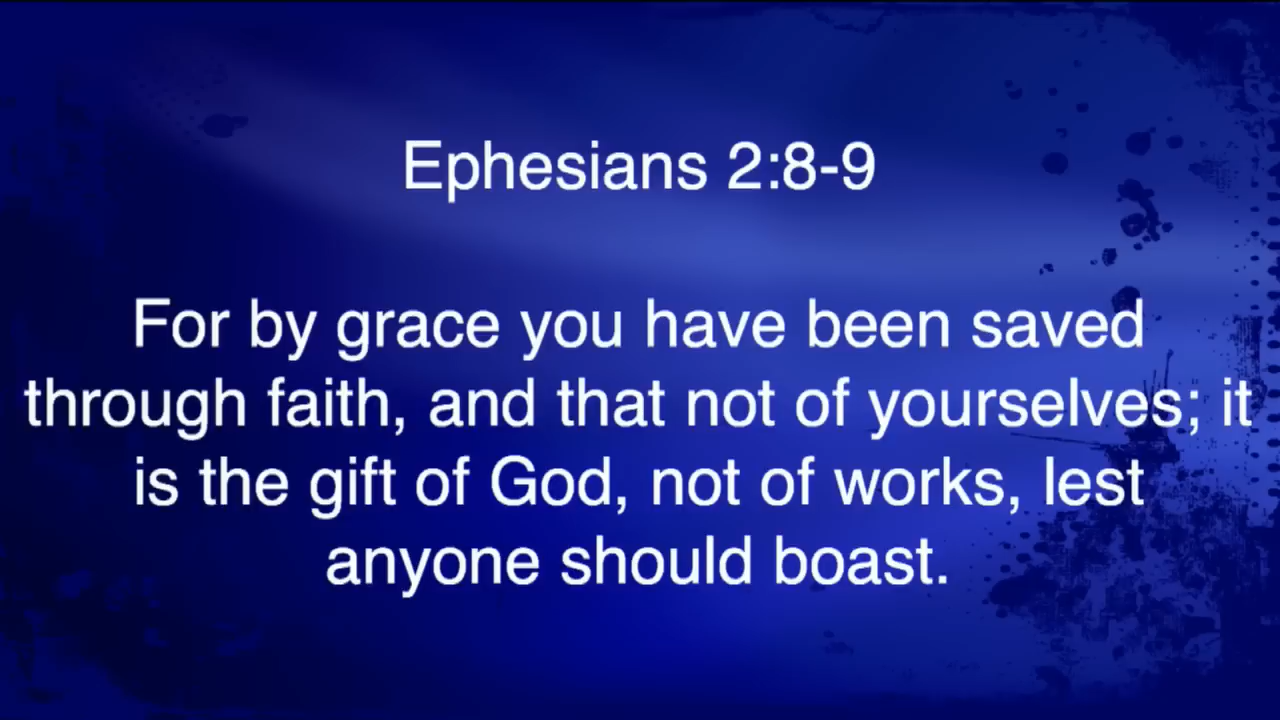 Ephesians 2:8-9
For by grace you have been saved
through faith, and that not of yourselves; it
is the gift of God, not of works, lest
anyone should boast.